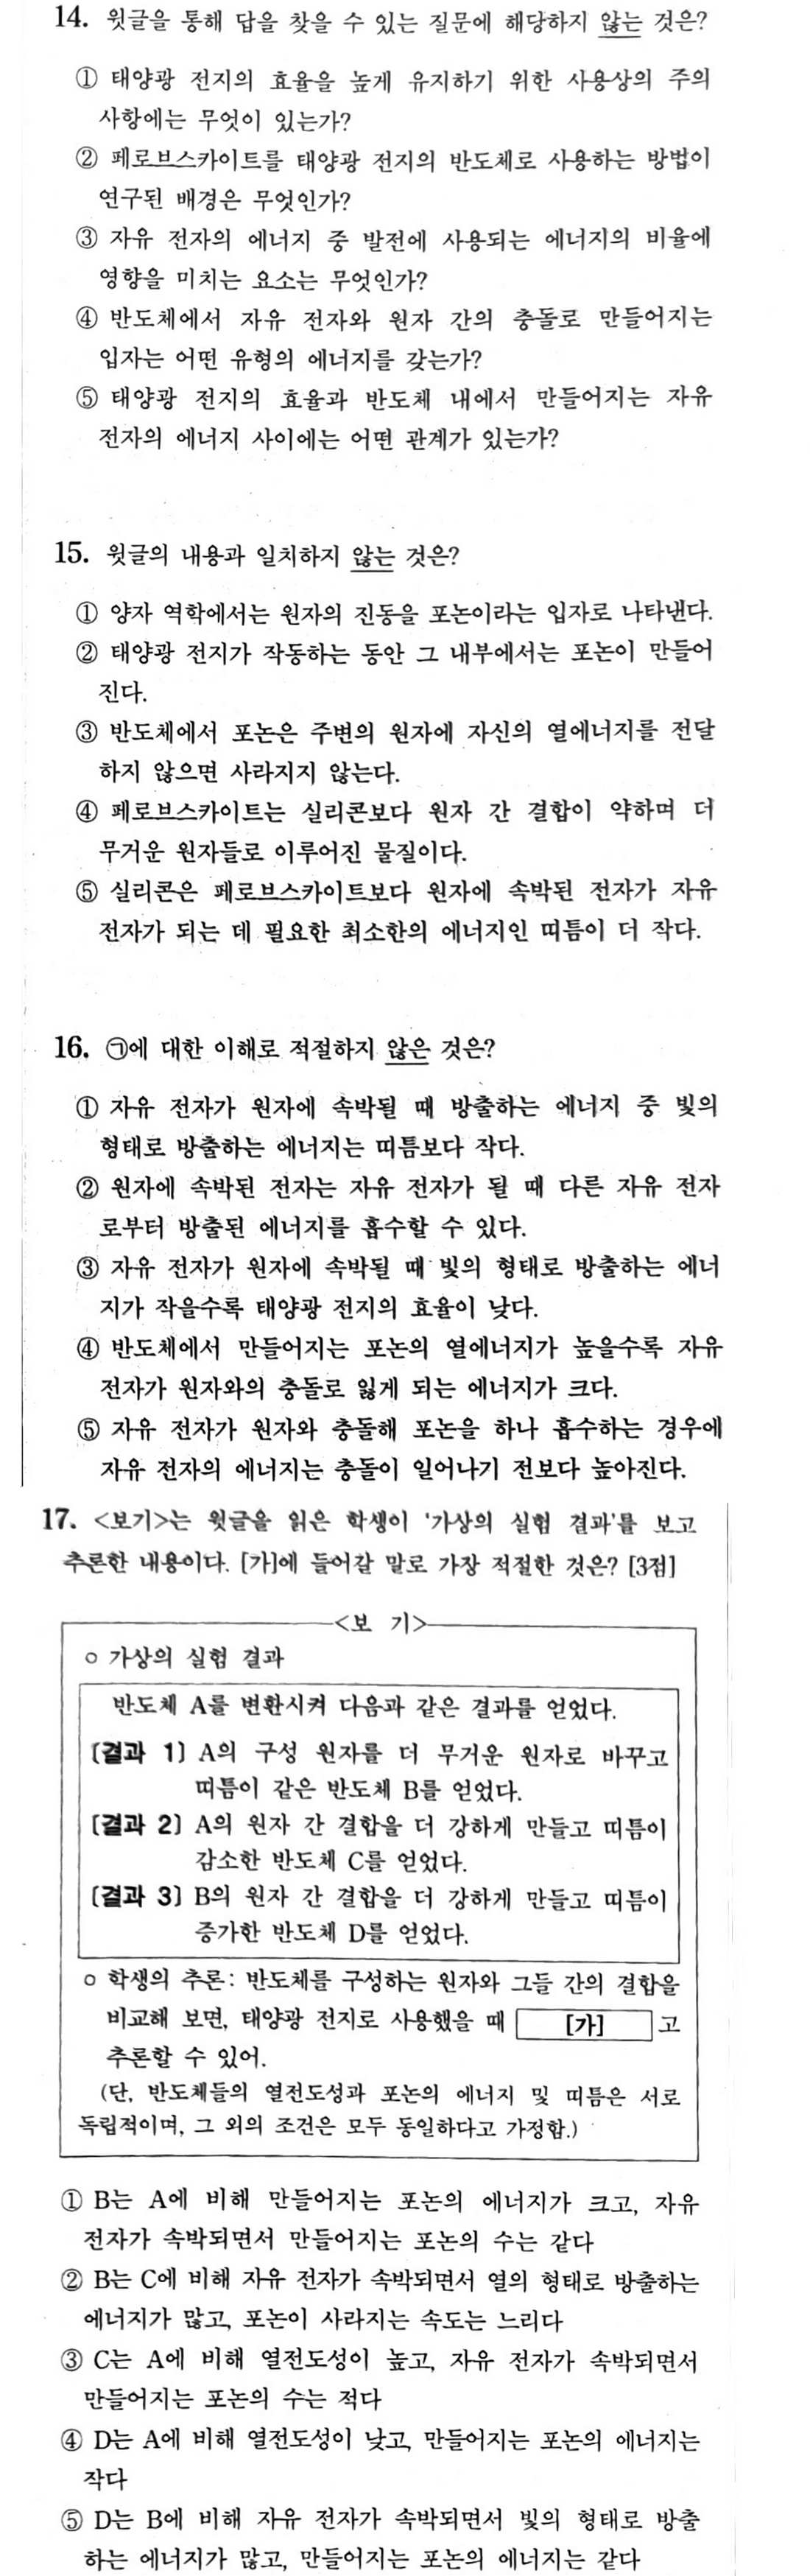 14. 윗글을 통해 답을 찾을 수 있는 질문에 해당하지 않는 것은?
① 태양광 전지의 효율을 높게 유지하기 위한 사용상의 주의
사항에는 무엇이 있는가?
② 페로브스카이트를 태양광 전지의 반도체로 사용하는 방법이
연구된 배경은 무엇인가?
③ 자유 전자의 에너지 중 발전에 사용되는 에너지의 비율에
영향을 미치는 요소는 무엇인가?
④ 반도체에서 자유 전자와 원자 간의 충돌로 만들어지는
입자는 어떤 유형의 에너지를 갖는가?
⑤ 태양광 전지의 효율과 반도체 내에서 만들어지는 자유
전자의 에너지 사이에는 어떤 관계가 있는가?
15. 윗글의 내용과 일치하지 않는 것은?
① 양자 역학에서는 원자의 진동을 포논이라는 입자로 나타낸다.
② 태양광 전지가 작동하는 동안 그 내부에서는 포논이 만들어
진다.
③ 반도체에서 포논은 주변의 원자에 자신의 열에너지를 전달
하지 않으면 사라지지 않는다.
④ 페로브스카이트는 실리콘보다 원자 간 결합이 약하며 더
무거운 원자들로 이루어진 물질이다.
⑤ 실리콘은 페로브스카이트보다 원자에 속박된 전자가 자유
전자가 되는 데 필요한 최소한의 에너지인 띠틈이 더 작다.
16. ㉠에 대한 이해로 적절하지 않은 것은?
① 자유 전자가 원자에 속박될 때 방출하는 에너지 중 빛의
형태로 방출하는 에너지는 띠틈보다 작다.
② 원자에 속박된 전자는 자유 전자가 될 때 다른 자유 전자
로부터 방출된 에너지를 흡수할 수 있다.
③ 자유 전자가 원자에 속박될 때 빛의 형태로 방출하는 에너
지가 작을수록 태양광 전지의 효율이 낮다.
④ 반도체에서 만들어지는 포논의 열에너지가 높을수록 자유
전자가 원자와의 충돌로 잃게 되는 에너지가 크다.
⑤ 자유 전자가 원자와 충돌해 포논을 하나 흡수하는 경우에
자유 전자의 에너지는 충돌이 일어나기 전보다 높아진다.
17. <보기>는 윗글을 읽은 학생이 '가상의 실험 결과'를 보고
추론한 내용이다. [가]에 들어갈 말로 가장 적절한 것은? [3점]
<보 기>
○ 가상의 실험 결과
반도체 A를 변환시켜 다음과 같은 결과를 얻었다.
〔결과 1〕 A의 구성 원자를 더 무거운 원자로 바꾸고
띠틈이 같은 반도체 B를 얻었다.
〔결과 2〕 A의 원자 간 결합을 더 강하게 만들고 띠틈이
감소한 반도체 C를 얻었다.
〔결과 3〕 B의 원자 간 결합을 더 강하게 만들고 띠틈이
증가한 반도체 D를 얻었다.
○ 학생의 추론: 반도체를 구성하는 원자와 그들 간의 결합을
비교해 보면, 태양광 전지로 사용했을 때 [가] 고
추론할 수 있어.
(단, 반도체들의 열전도성과 포논의 에너지 및 띠틈은 서로
독립적이며, 그 외의 조건은 모두 동일하다고 가정함.)
① B는 A에 비해 만들어지는 포논의 에너지가 크고, 자유
전자가 속박되면서 만들어지는 포논의 수는 같다
② B는 C에 비해 자유 전자가 속박되면서 열의 형태로 방출하는
에너지가 많고, 포논이 사라지는 속도는 느리다
③ C는 A에 비해 열전도성이 높고, 자유 전자가 속박되면서
만들어지는 포논의 수는 적다
④ D는 A에 비해 열전도성이 낮고, 만들어지는 포논의 에너지는
작다
⑤ D는 B에 비해 자유 전자가 속박되면서 빛의 형태로 방출
하는 에너지가 많고, 만들어지는 포논의 에너지는 같다